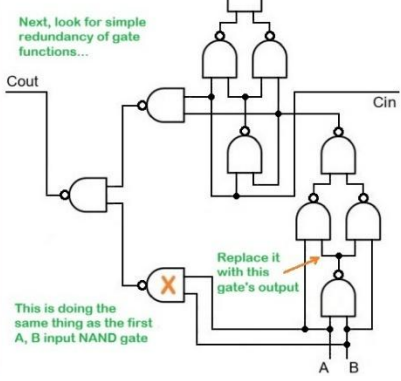 Next, look for simple
redundancy of gate
functions...
Cout
Cin
Replace it
with this
gate's output
X
This is doing the
same thing as the first
A, B input NAND gate
A B